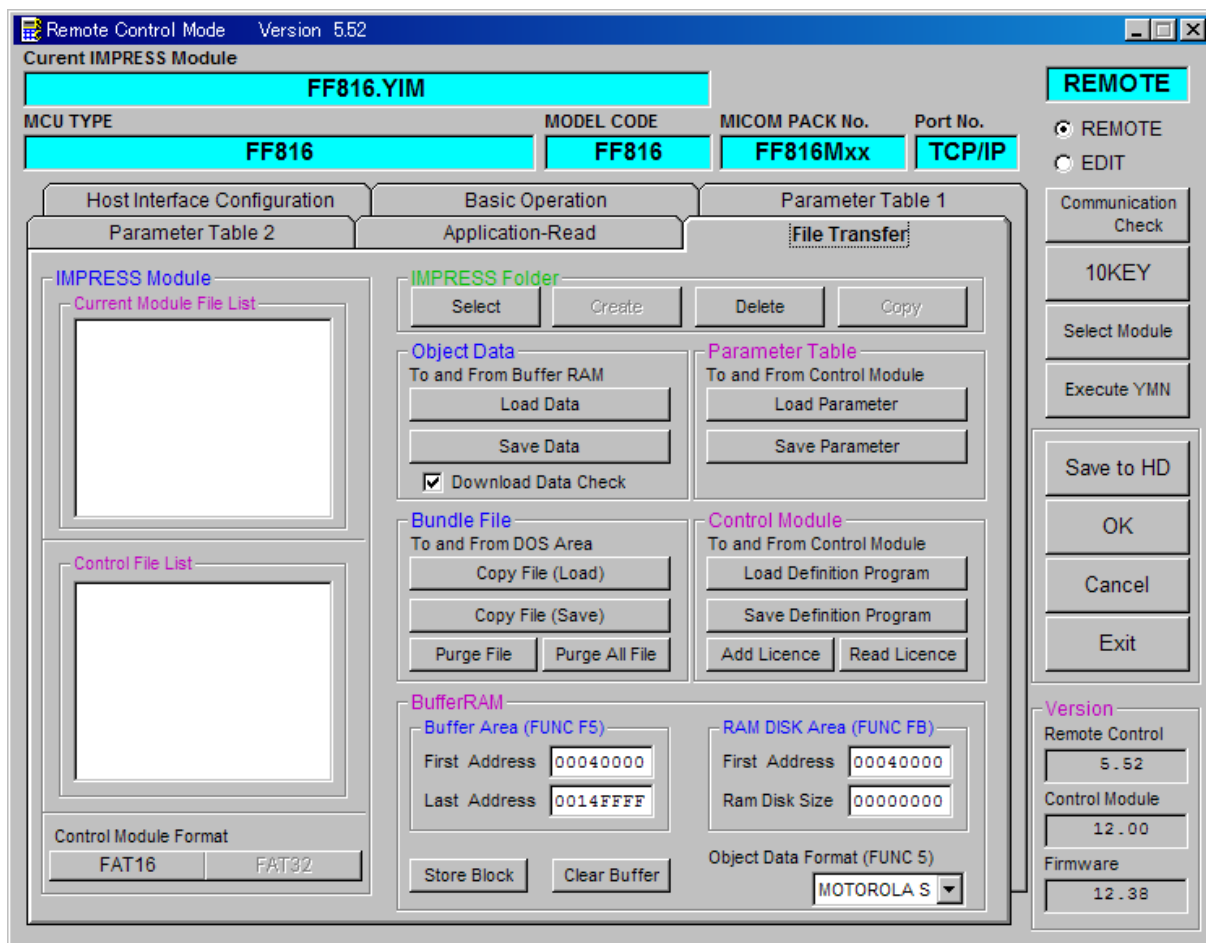 Remote Control Mode Version 5.52
Curent IMPRESS Module
FF816.YIM
REMOTE
MCU TYPE MODEL CODE MICOM PACK No. Port No.
FF816 FF816 FF816Mxx TCP/IP
REMOTE
EDIT
Host Interface Configuration Basic Operation Parameter Table 1
Parameter Table 2 Application-Read File Transfer
Communication
Check
10KEY
Select Module
Execute YMN
Save to HD
OK
Cancel
Exit
IMPRESS Module
Current Module File List
Control File List
Control Module Format
FAT16 FAT32
IMPRESS Folder
Select Create Delete Copy
Object Data
To and From Buffer RAM
Load Data
Save Data
Download Data Check
Parameter Table
To and From Control Module
Load Parameter
Save Parameter
Bundle File
To and From DOS Area
Copy File (Load)
Copy File (Save)
Purge File Purge All File
Control Module
To and From Control Module
Load Definition Program
Save Definition Program
Add Licence Read Licence
BufferRAM
Buffer Area (FUNC F5)
First Address 00040000
Last Address 0014FFFF
RAM DISK Area (FUNC FB)
First Address 00040000
Ram Disk Size 00000000
Store Block Clear Buffer
Object Data Format (FUNC 5)
MOTOROLA S
Version
Remote Control
5.52
Control Module
12.00
Firmware
12.38